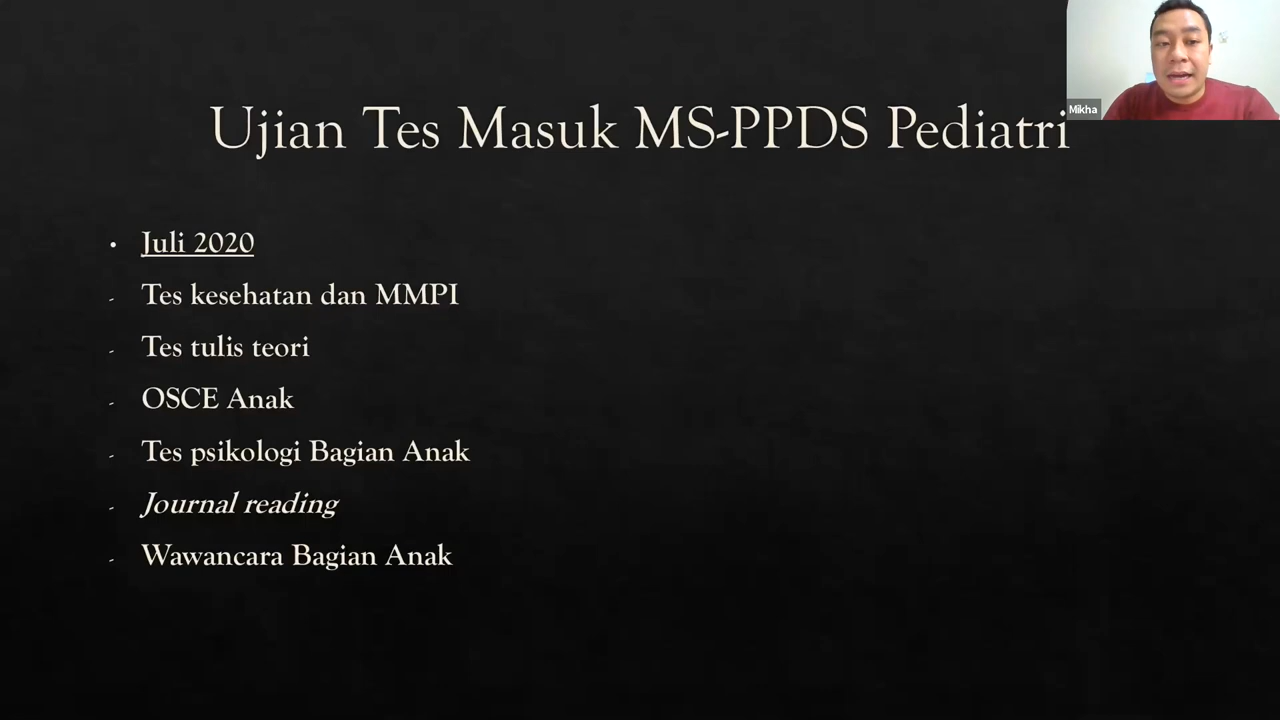 Mikha
Ujian Tes Masuk MS-PPDS Pediatri
• Juli 2020
- Tes kesehatan dan MMPI
- Tes tulis teori
- OSCE Anak
- Tes psikologi Bagian Anak
- Journal reading
- Wawancara Bagian Anak